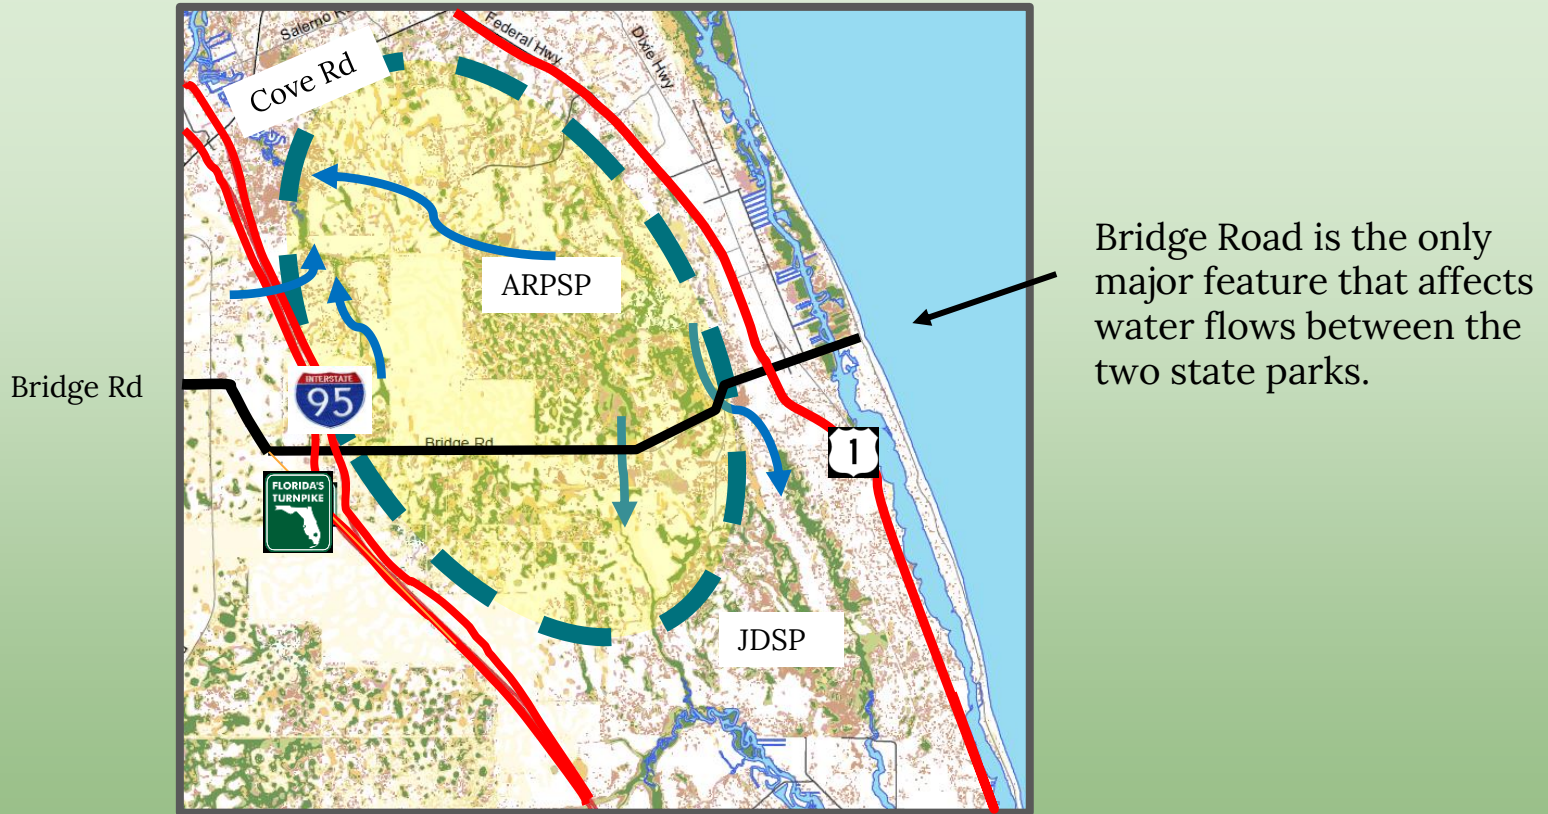 Salerno R
Federal Hwy
Dixie Hwy
Cove Rd
ARPSP
Bridge Rd
INTERSTATE
95
Bridge Rd
FLORIDA'S
TURNPIKE
1
JDSP
Bridge Road is the only
major feature that affects
water flows between the
two state parks.